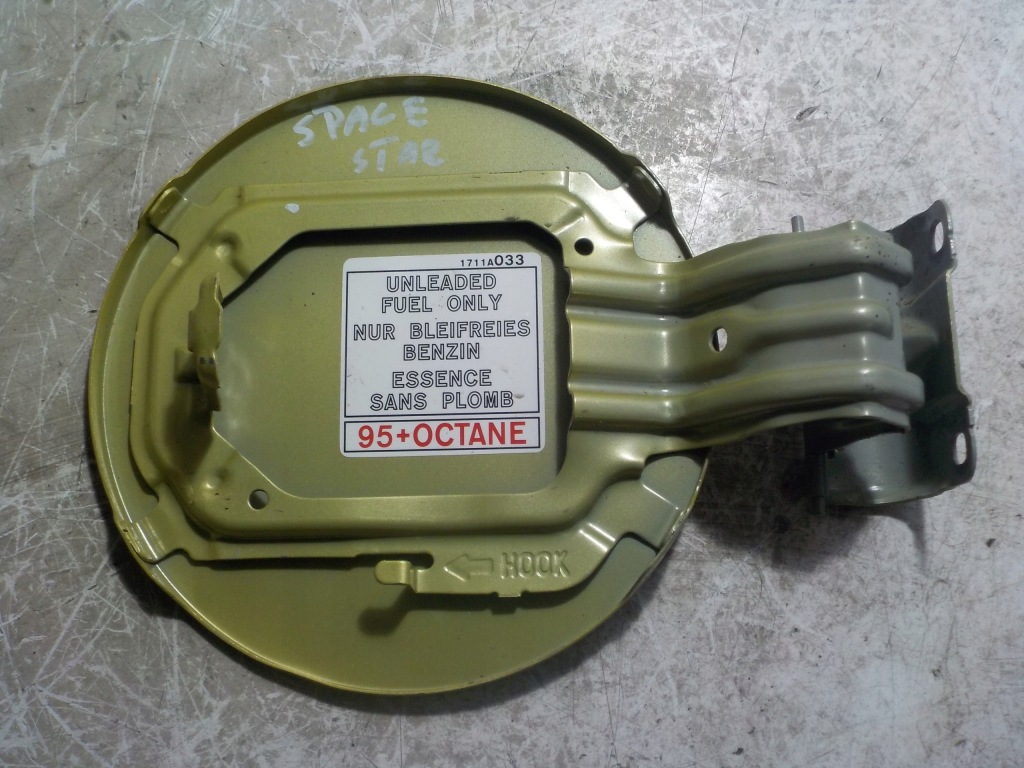 SPACE
STAR
1711A033
UNLEADED
FUEL ONLY
NUR BLEIFREIES
BENZIN
ESSENCE
SANS PLOMB
95+OCTANE
HOOK